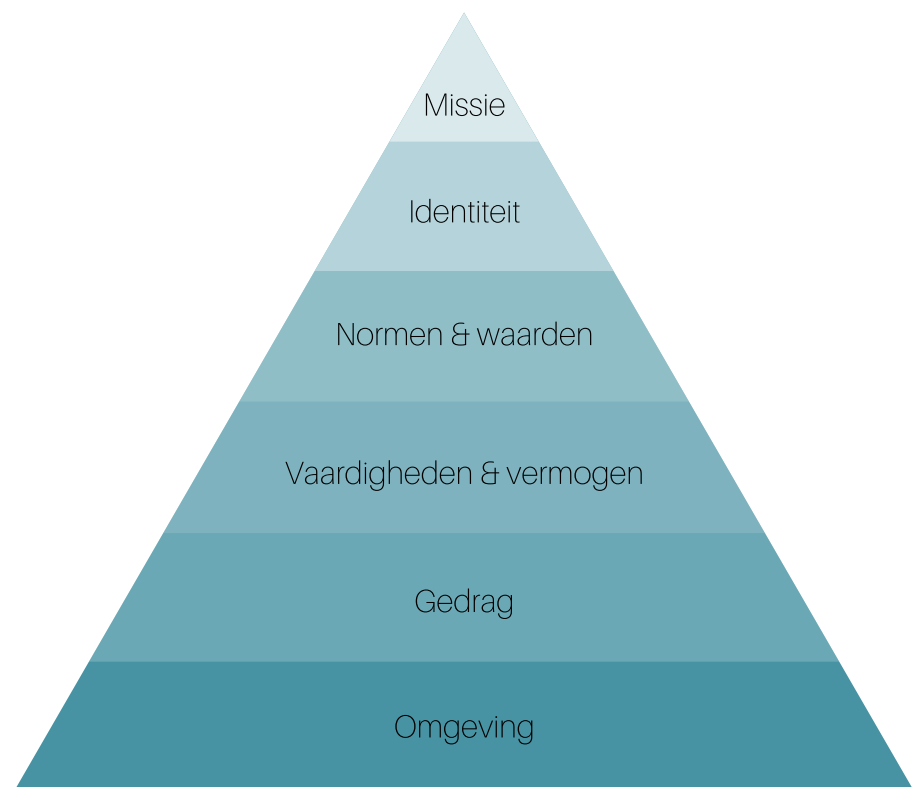 Missie
Identiteit
Normen & waarden
Vaardigheden & vermogen
Gedrag
Omgeving